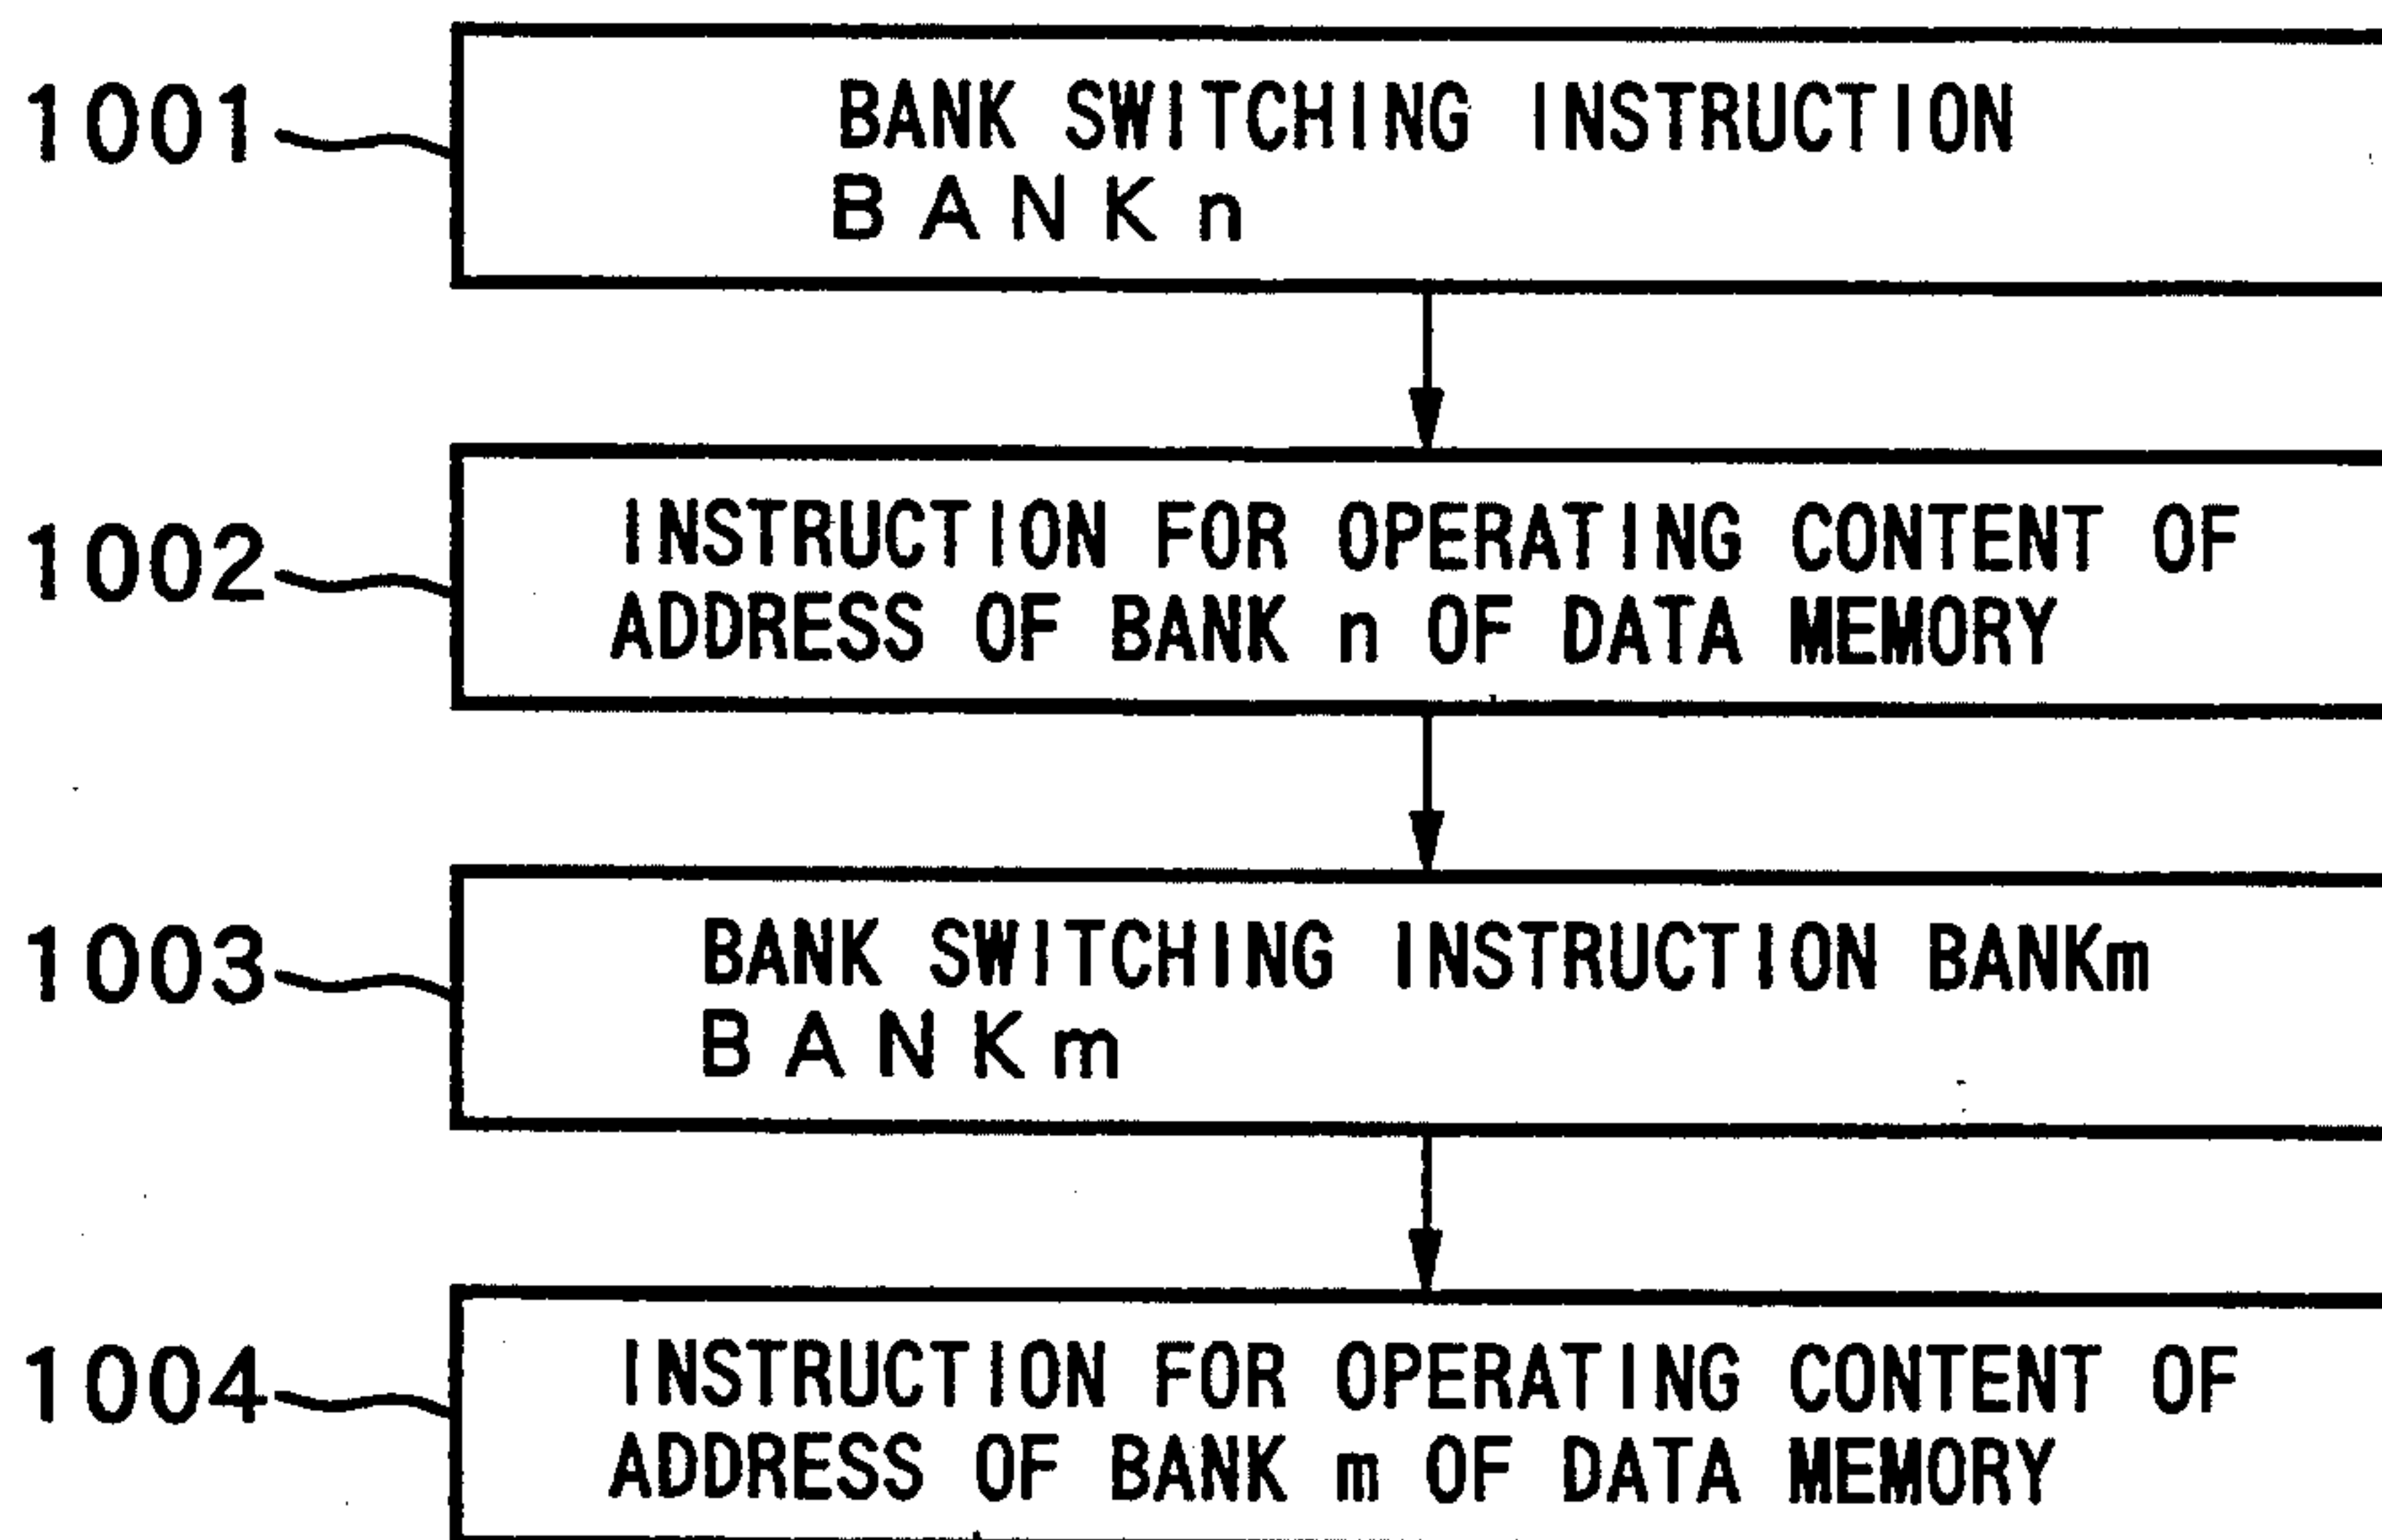 1001
BANK SWITCHING INSTRUCTION
BANKn
1002
INSTRUCTION FOR OPERATING CONTENT OF
ADDRESS OF BANK n OF DATA MEMORY
1003
BANK SWITCHING INSTRUCTION BANKm
BANKm
1004
INSTRUCTION FOR OPERATING CONTENT OF
ADDRESS OF BANK m OF DATA MEMORY